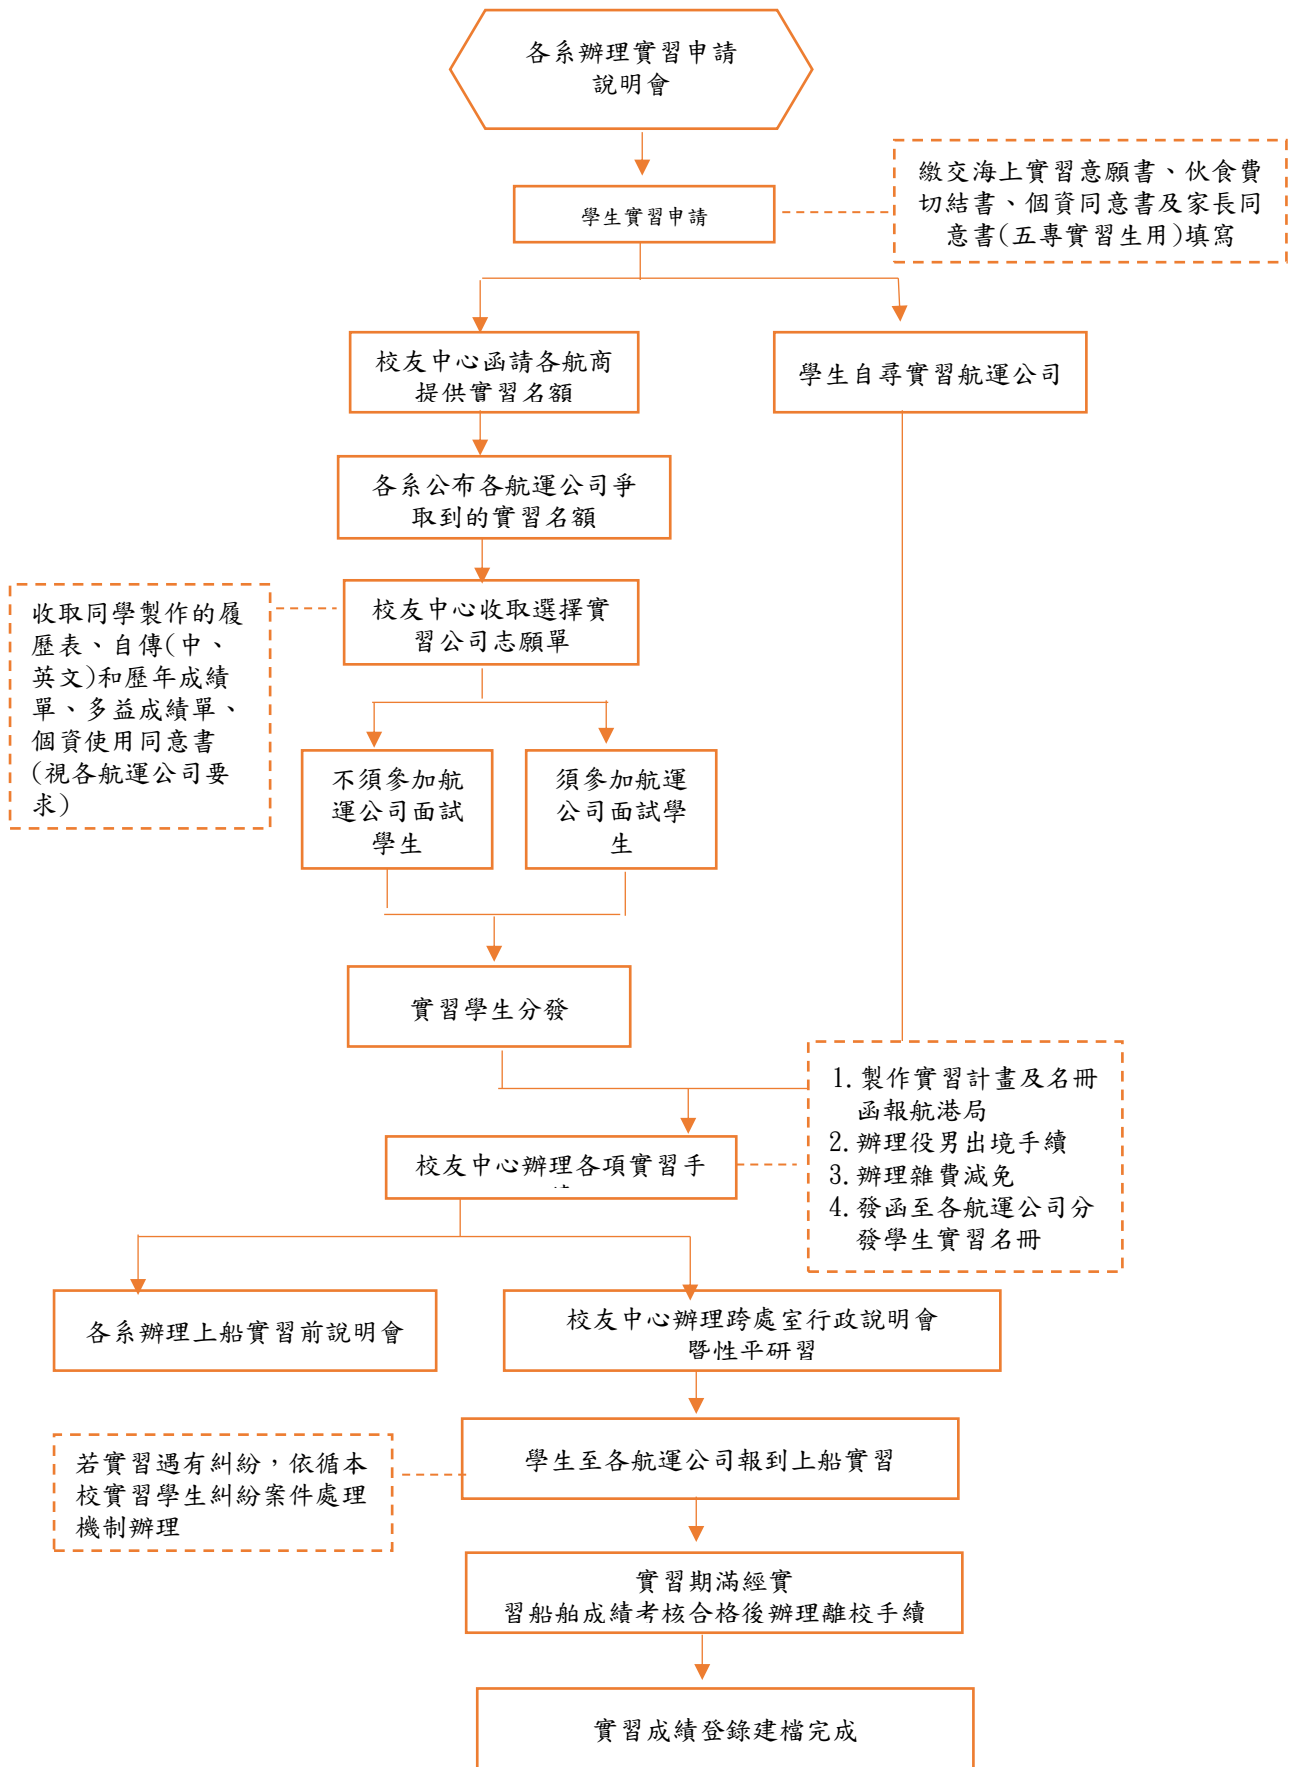 各系辦理實習申請
說明會
繳交海上實習意願書、伙食費
切結書、個資同意書及家長同
意書(五專實習生用)填寫
學生實習申請
校友中心函請各航商
提供實習名額
學生自尋實習航運公司
各系公布各航運公司爭
取到的實習名額
收取同學製作的履
歷表、自傳(中、
英文)和歷年成績
單、多益成績單、
個資使用同意書
(視各航運公司要
求)
校友中心收取選擇實
習公司志願單
不須參加航
運公司面試
學生
須參加航運
公司面試學
生
實習學生分發
1.製作實習計畫及名冊
函報航港局
2.辦理役男出境手續
3.辦理雜費減免
4.發函至各航運公司分
發學生實習名冊
校友中心辦理各項實習手
各系辦理上船實習前說明會
校友中心辦理跨處室行政說明會
暨性平研習
若實習遇有糾紛，依循本
校實習學生糾紛案件處理
機制辦理
學生至各航運公司報到上船實習
實習期滿經實
習船舶成績考核合格後辦理離校手續
實習成績登錄建檔完成